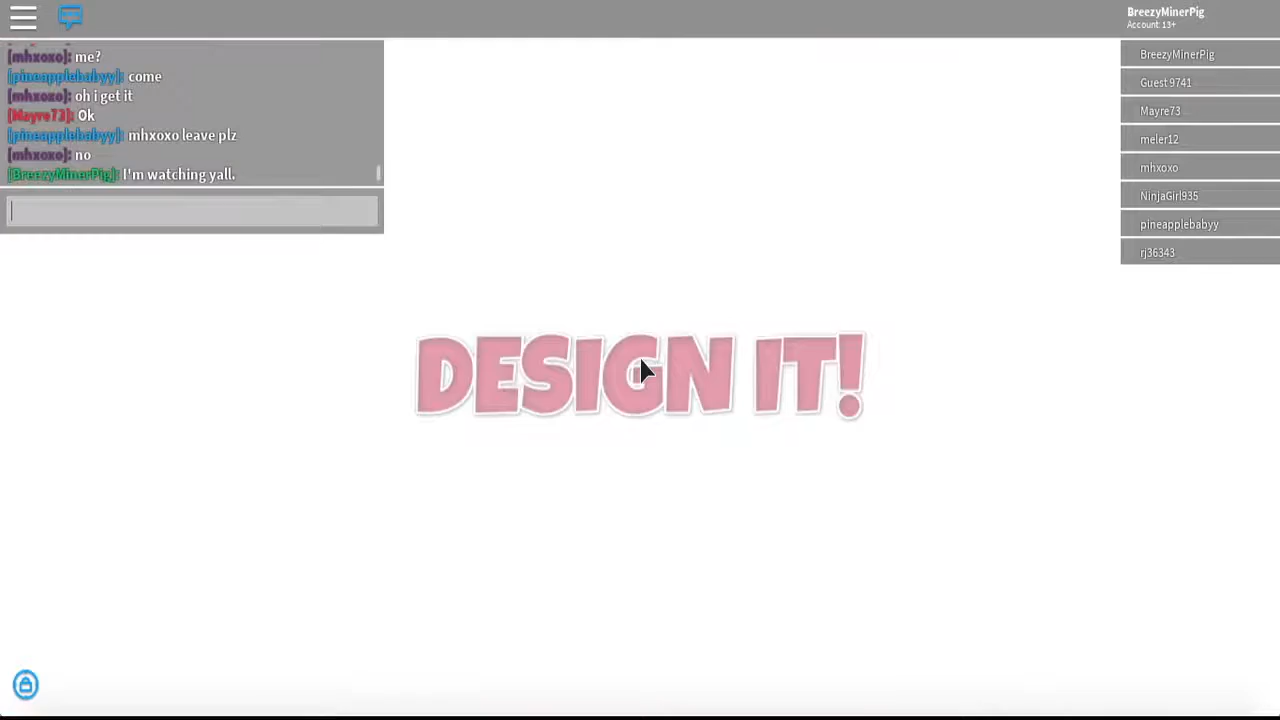 BreezyMinerPig
Account: 13+
[mhxoxo]: me?
[pineapplebabyy]: come
[mhxoxo]: oh i get it
[Mayre73]: Ok
[pineapplebabyy]: mhxoxo leave plz
[mhxoxo]: no
[BreezyMinerPig]: I'm watching yall.
BreezyMinerPig
Guest 9741
Mayre73
meler12
mhxoxo
NinjaGirl935
pineapplebabyy
rj36343
DESIGN IT!